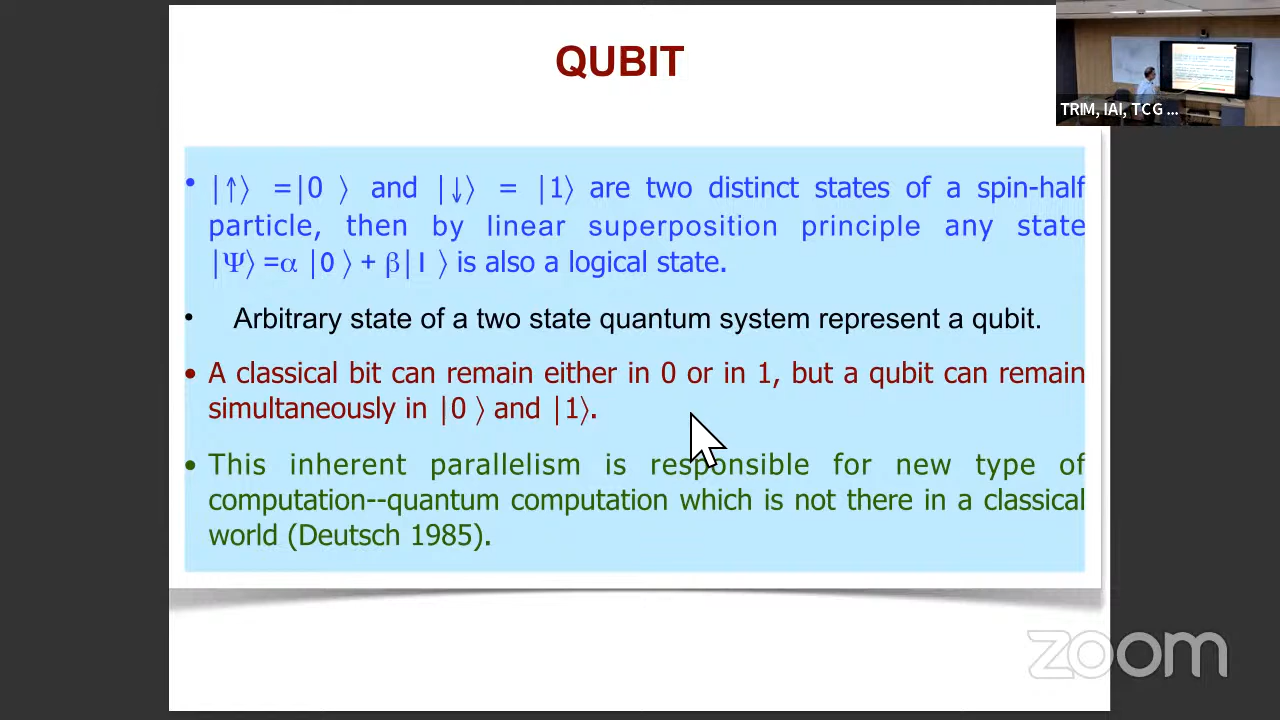 QUBIT
TRIM, IAI, TCG ...
• |↑⟩ =|0 ⟩ and |↓⟩ = |1⟩ are two distinct states of a spin-half
particle, then by linear superposition principle any state
|Ψ⟩ =α |0 ⟩ + β| I ⟩ is also a logical state.
• Arbitrary state of a two state quantum system represent a qubit.
• A classical bit can remain either in 0 or in 1, but a qubit can remain
simultaneously in |0 ⟩ and |1⟩.
• This inherent parallelism is responsible for new type of
computation--quantum computation which is not there in a classical
world (Deutsch 1985).
zoom